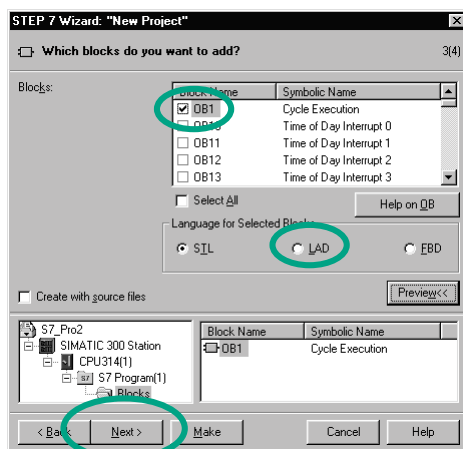 STEP 7 Wizard: "New Project"
Which blocks do you want to add? 3(4)
Blocks: Block Name Symbolic Name
OB1 Cycle Execution
OB10 Time of Day Interrupt 0
OB11 Time of Day Interrupt 1
OB12 Time of Day Interrupt 2
OB13 Time of Day Interrupt 3
Select All Help on OB
Language for Selected Blocks
STL LAD FBD
Create with source files Preview<<
S7_Pro2 Block Name Symbolic Name
SIMATIC 300 Station OB1 Cycle Execution
CPU314(1)
S7 Program(1)
Blocks
< Back Next > Make Cancel Help